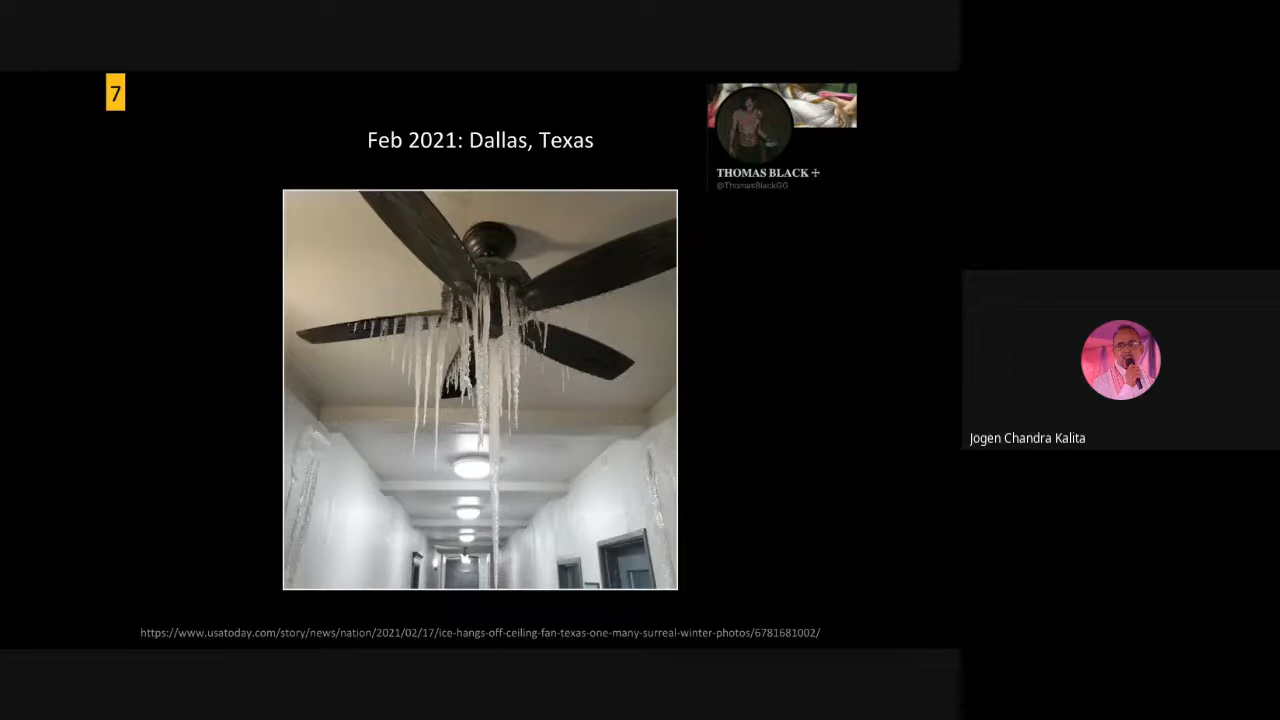 7
Feb 2021: Dallas, Texas
THOMAS BLACK +
@ThomasBlackGG
Jogen Chandra Kalita
https://www.usatoday.com/story/news/nation/2021/02/17/ice-hangs-off-ceiling-fan-texas-one-many-surreal-winter-photos/6781681002/